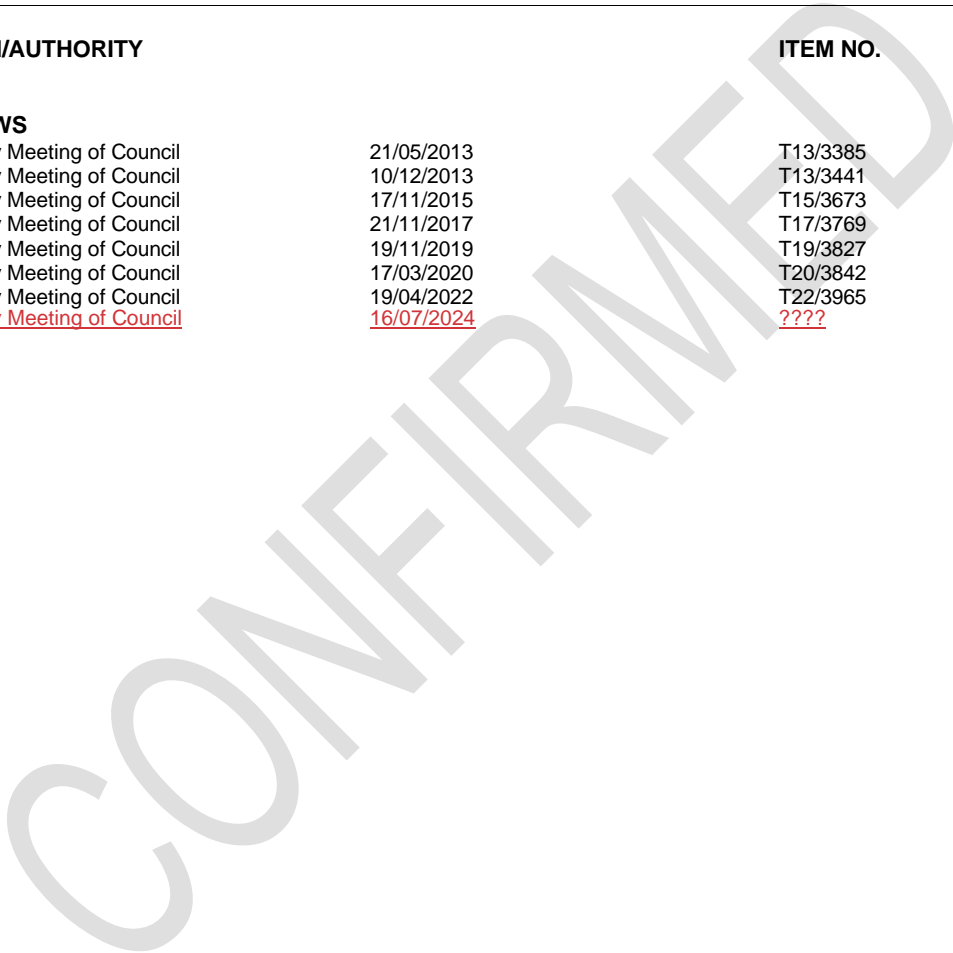 /AUTHORITY ITEM NO.
WS
Meeting of Council 21/05/2013 T13/3385
Meeting of Council 10/12/2013 T13/3441
Meeting of Council 17/11/2015 T15/3673
Meeting of Council 21/11/2017 T17/3769
Meeting of Council 19/11/2019 T19/3827
Meeting of Council 17/03/2020 T20/3842
Meeting of Council 19/04/2022 T22/3965
Meeting of Council 16/07/2024 ????
CONFIRMED